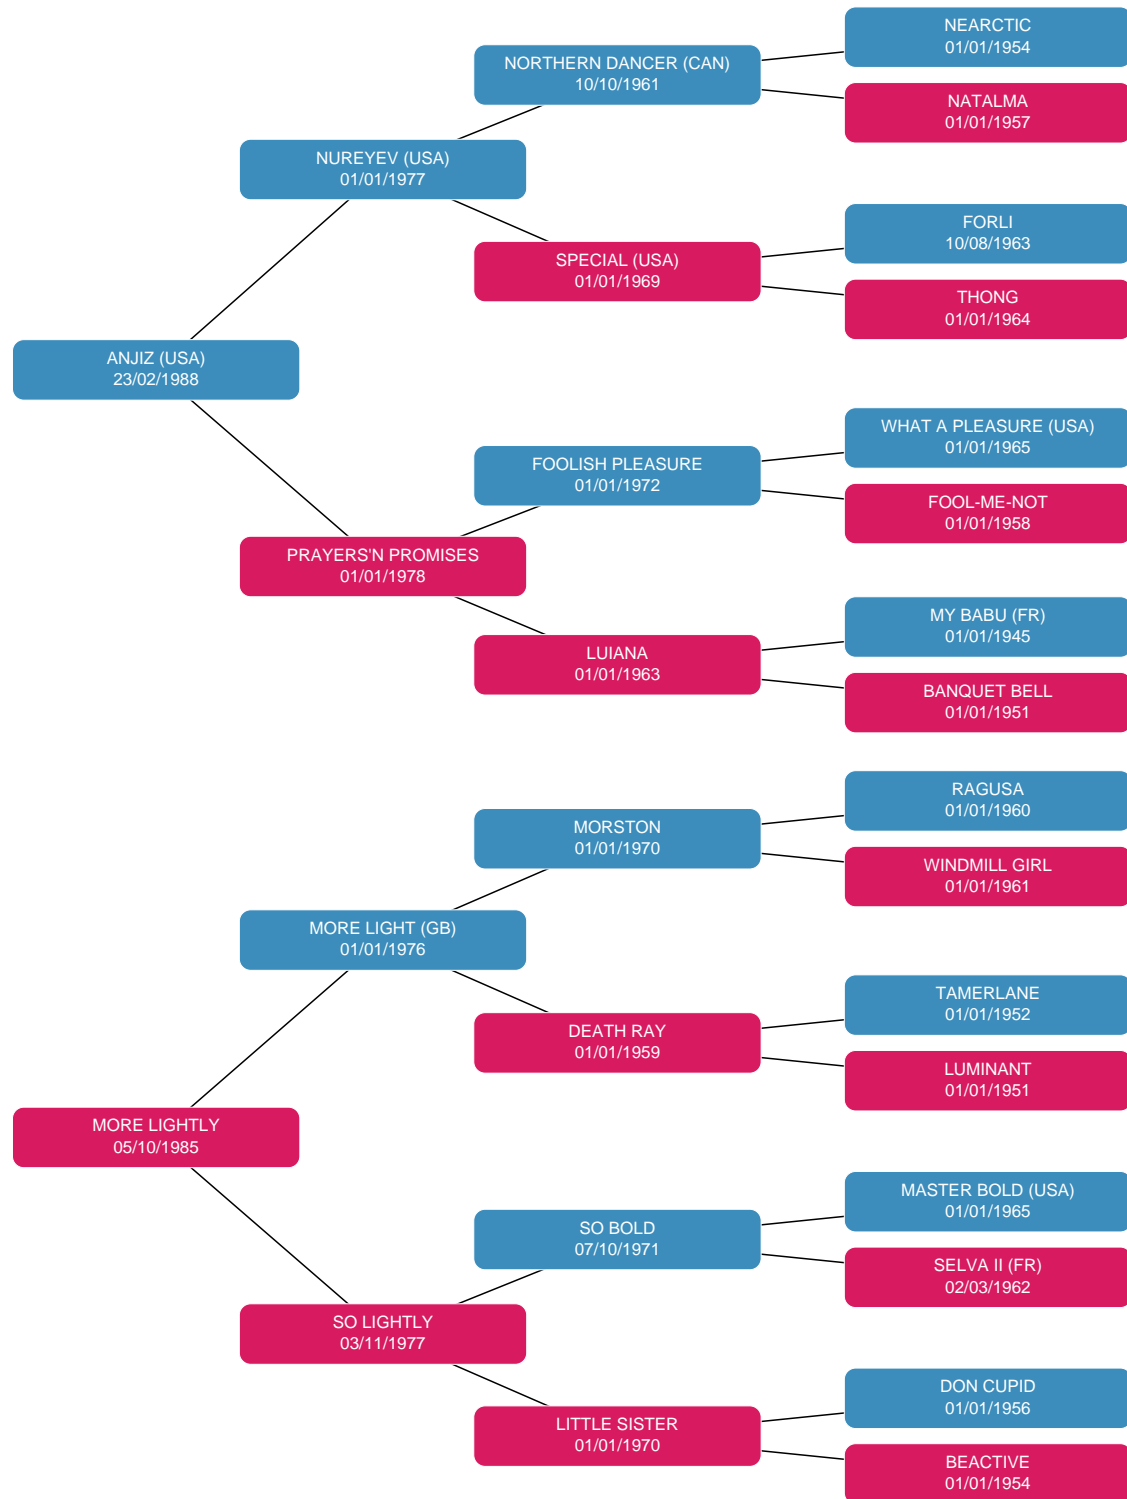 NEARCTIC
01/01/1954
NORTHERN DANCER (CAN)
10/10/1961
NATALMA
01/01/1957
NUREYEV (USA)
01/01/1977
FORLI
10/08/1963
SPECIAL (USA)
01/01/1969
THONG
01/01/1964
ANJIZ (USA)
23/02/1988
WHAT A PLEASURE (USA)
01/01/1965
FOOLISH PLEASURE
01/01/1972
FOOL-ME-NOT
01/01/1958
PRAYERS'N PROMISES
01/01/1978
MY BABU (FR)
01/01/1945
LUIANA
01/01/1963
BANQUET BELL
01/01/1951
RAGUSA
01/01/1960
MORSTON
01/01/1970
WINDMILL GIRL
01/01/1961
MORE LIGHT (GB)
01/01/1976
TAMERLANE
01/01/1952
DEATH RAY
01/01/1959
LUMINANT
01/01/1951
MORE LIGHTLY
05/10/1985
MASTER BOLD (USA)
01/01/1965
SO BOLD
07/10/1971
SELVA II (FR)
02/03/1962
SO LIGHTLY
03/11/1977
DON CUPID
01/01/1956
LITTLE SISTER
01/01/1970
BEACTIVE
01/01/1954